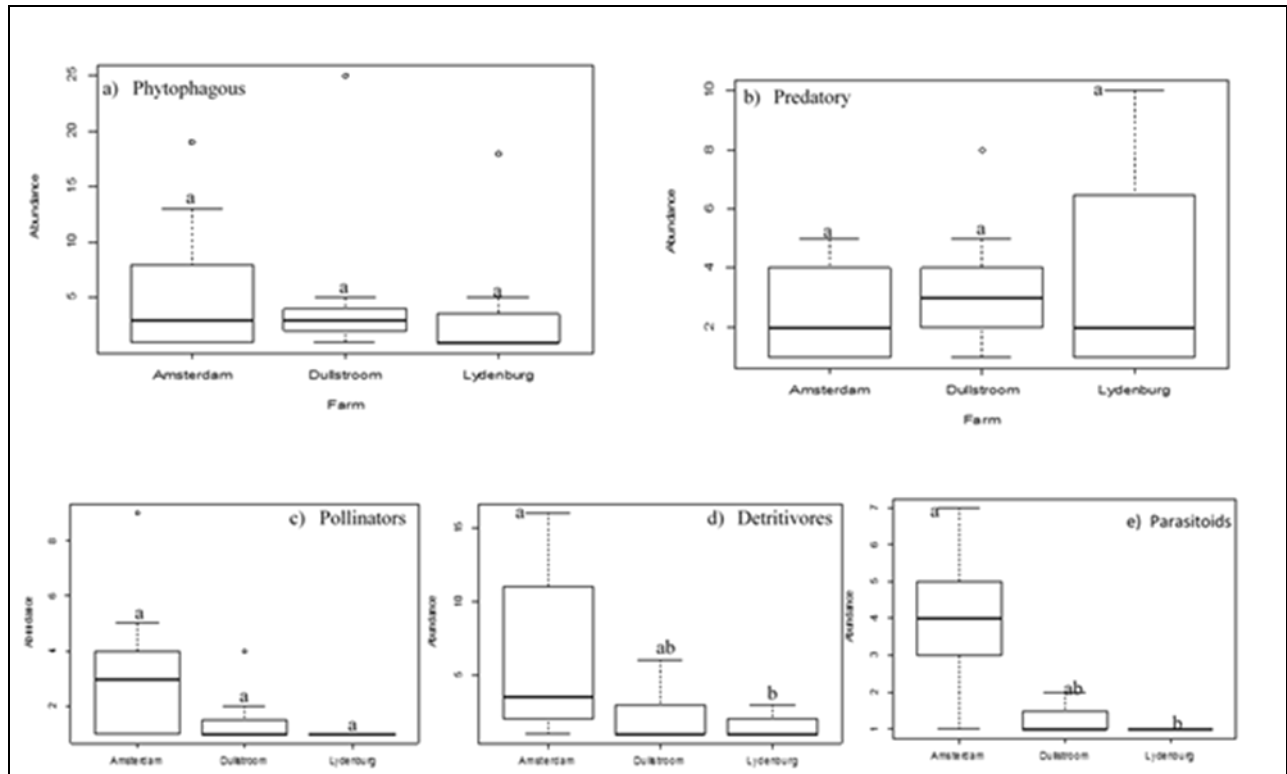 a) Phytophagous
Abundance
25
20
15
10
5
a
a
a
Amsterdam Dullstroom Lydenburg
Farm
b) Predatory
Abundance
10
8
6
4
2
a
a
a
Amsterdam Dullstroom Lydenburg
Farm
c) Pollinators
Abundance
8
6
4
2
a
a
a
Amsterdam Dullstroom Lydenburg
d) Detritivores
Abundance
15
10
5
a
ab
b
Amsterdam Dullstroom Lydenburg
e) Parasitoids
Abundance
7
6
5
4
3
2
1
a
ab
b
Amsterdam Dullstroom Lydenburg